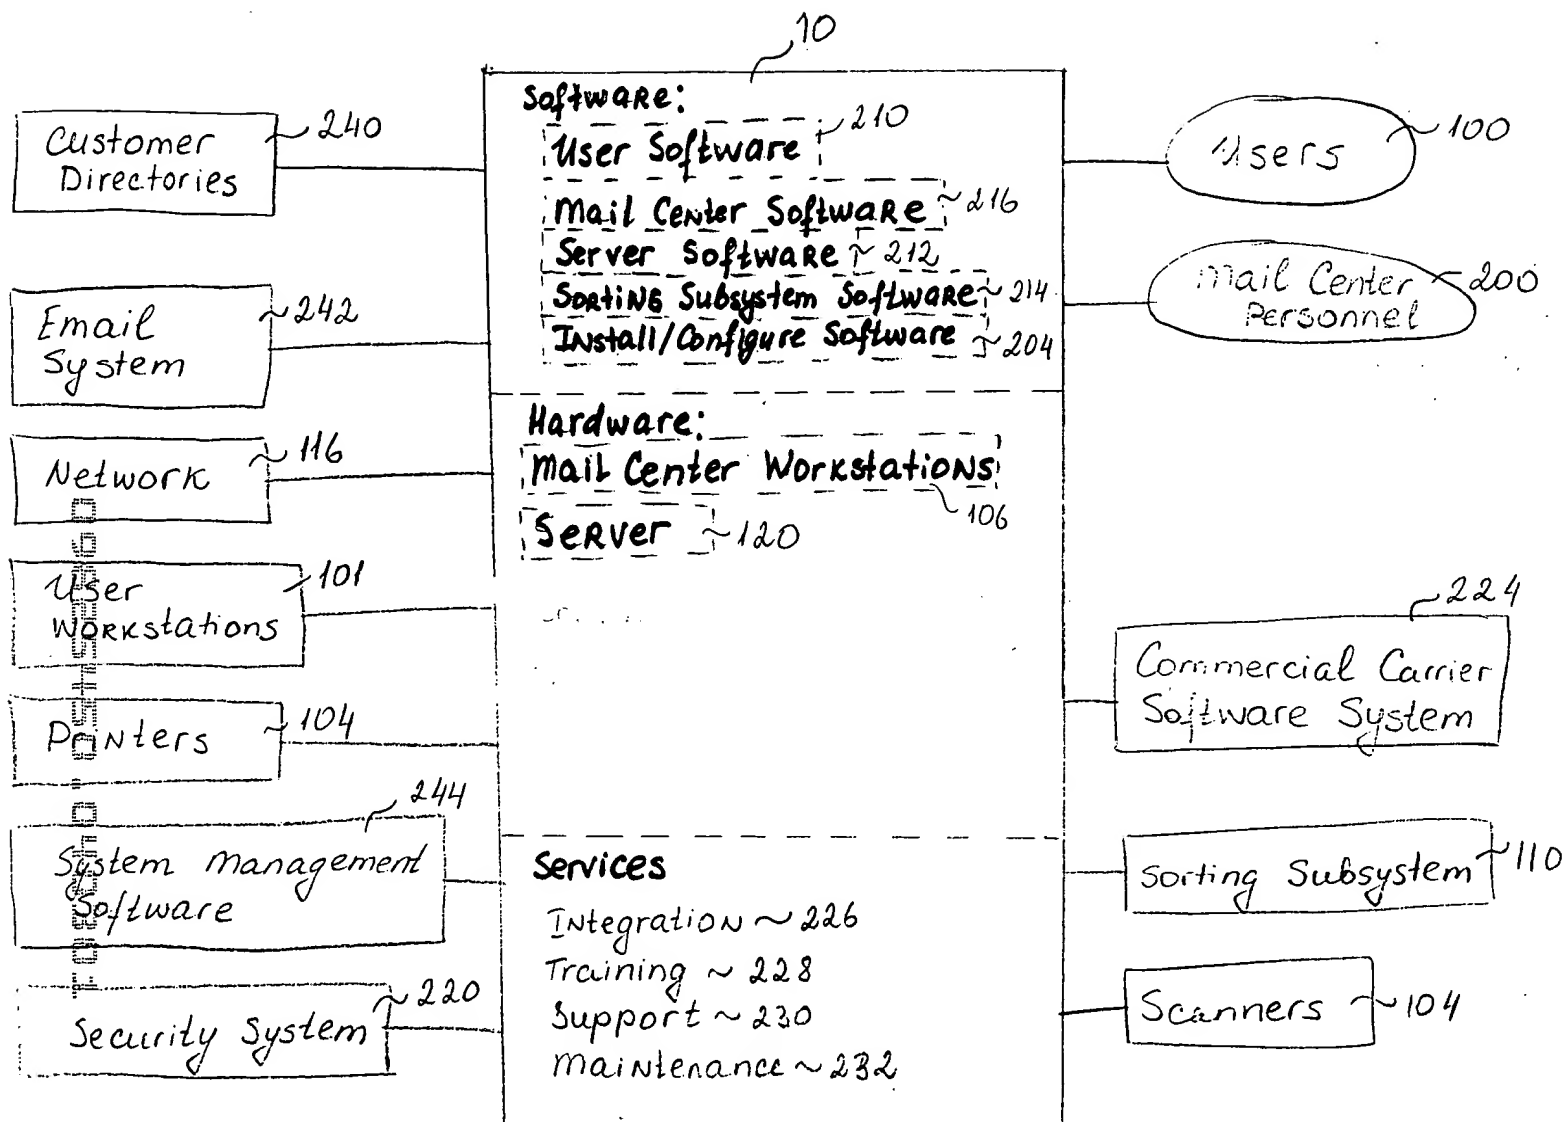 10
Customer
Directories
240
Email
System
242
Network
116
User
Workstations
101
Printers
104
System Management
Software
244
Security System
220
Software:
User Software
210
Mail Center Software
216
Server Software
212
Sorting Subsystem Software
214
Install/Configure Software
204
Hardware:
Mail Center Workstations
106
Server
120
Services
Integration ~ 226
Training ~ 228
Support ~ 230
Maintenance ~ 232
Users
100
Mail Center
Personnel
200
Commercial Carrier
Software System
224
Sorting Subsystem
110
Scanners
104